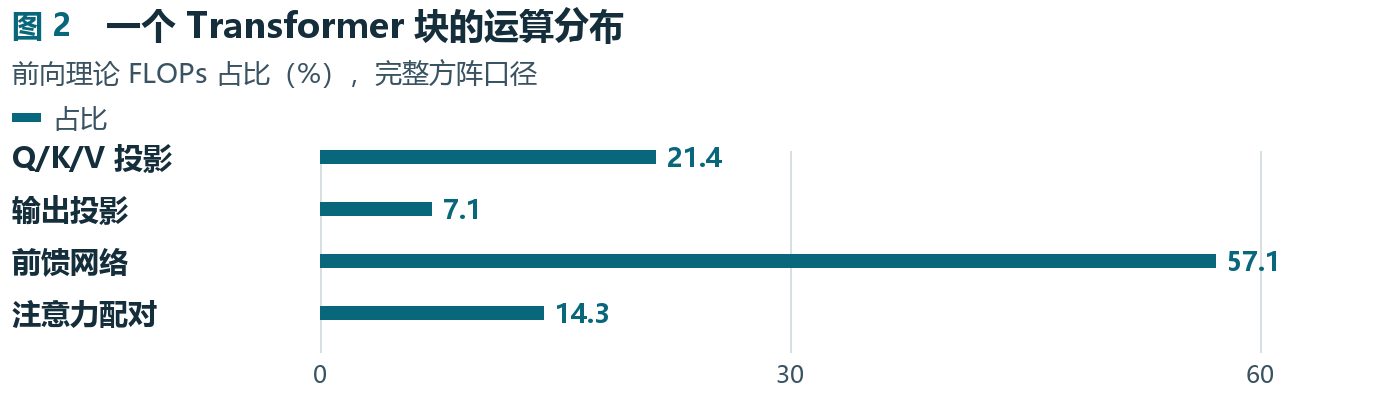 图 2 一个 Transformer 块的运算分布
前向理论 FLOPs 占比（%），完整方阵口径
占比
Q/K/V 投影 21.4
输出投影 7.1
前馈网络 57.1
注意力配对 14.3
0 30 60